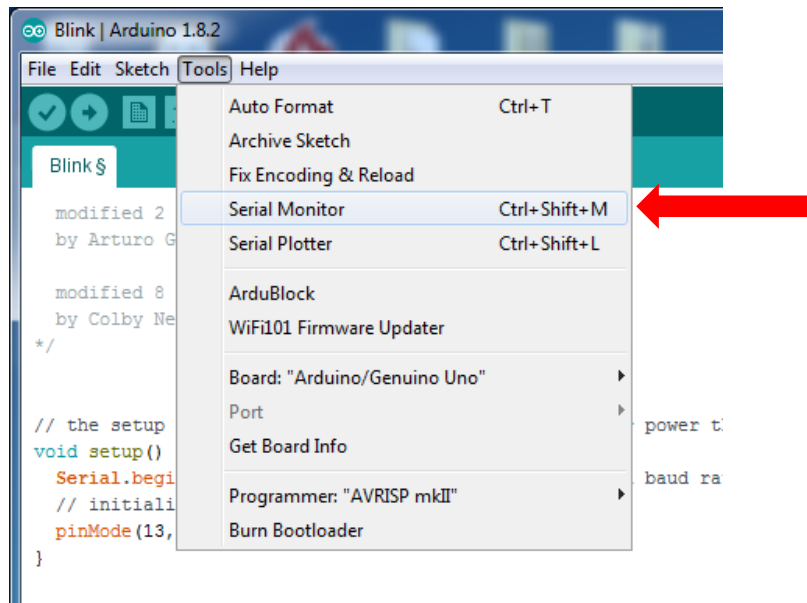 Blink | Arduino 1.8.2
File Edit Sketch Tools Help
Blink §
Auto Format Ctrl+T
Archive Sketch
Fix Encoding & Reload
Serial Monitor Ctrl+Shift+M
Serial Plotter Ctrl+Shift+L
ArduBlock
WiFi101 Firmware Updater
Board: "Arduino/Genuino Uno"
Port
Get Board Info
Programmer: "AVRISP mkII"
Burn Bootloader
modified 2
by Arturo G
modified 8
by Colby Ne
*/
// the setup power t
void setup()
Serial.begi baud ra
// initiali
pinMode(13,
}